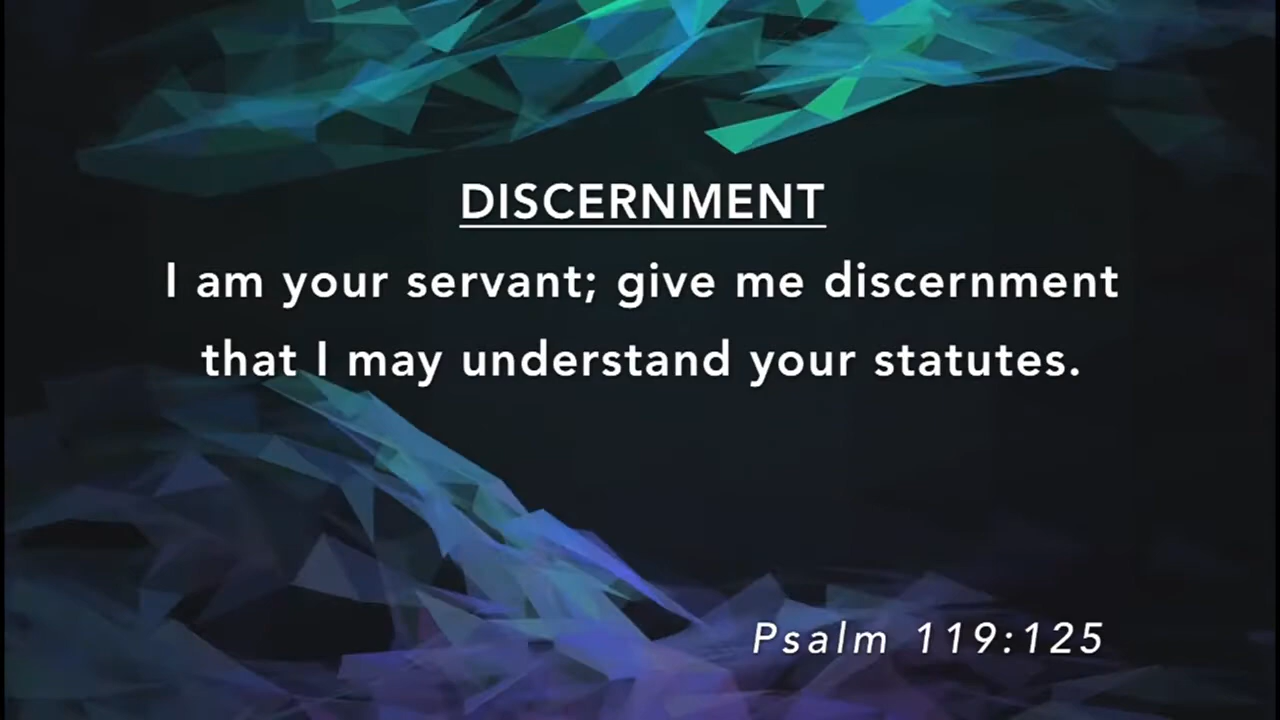 DISCERNMENT
I am your servant; give me discernment
that I may understand your statutes.
Psalm 119:125